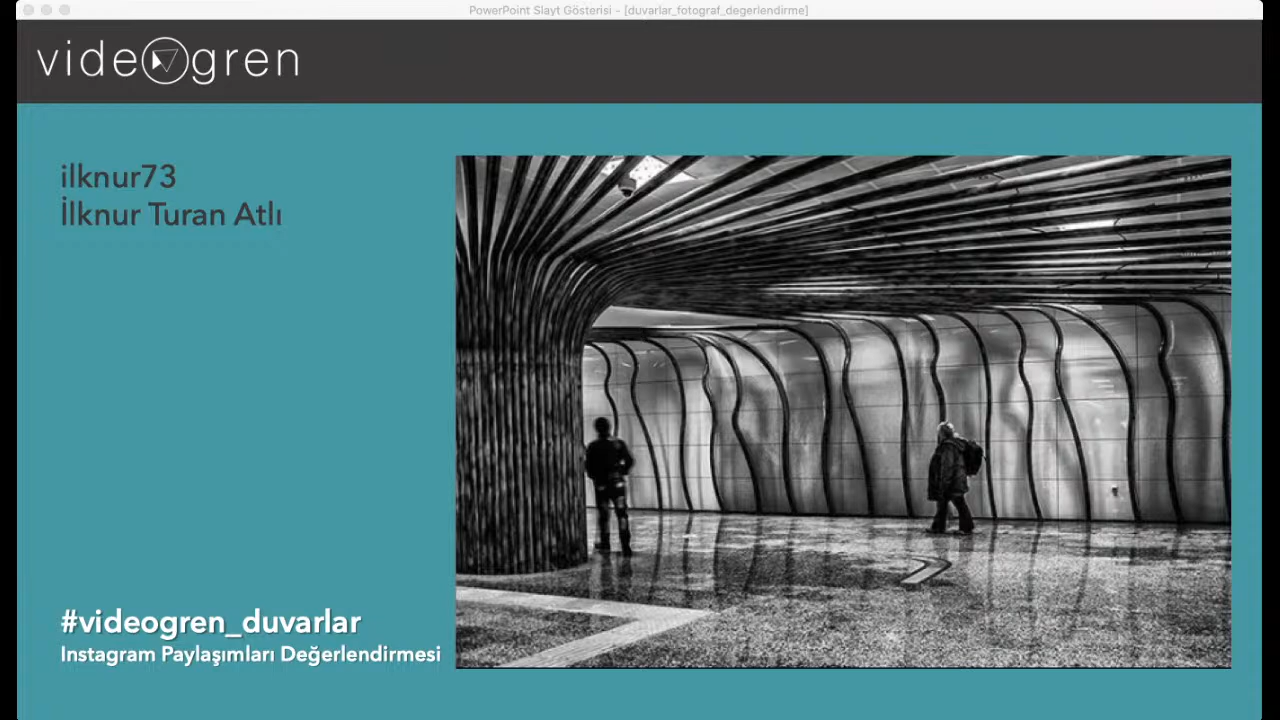 PowerPoint Slayt Gösterisi - [duvarlar_fotograf_degerlendirme]
videogren
ilknur73
İlknur Turan Atlı
#videogren_duvarlar
Instagram Paylaşımları Değerlendirmesi